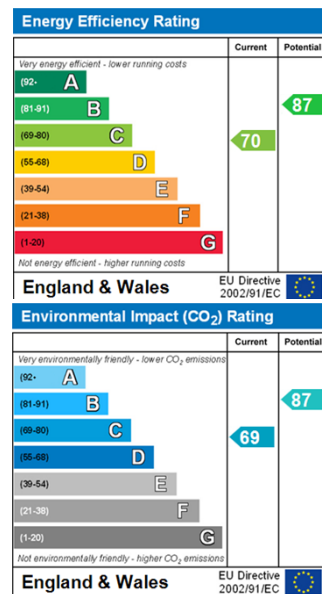 Energy Efficiency Rating
Current Potential
Very energy efficient - lower running costs
(92- A
(81-91) B 87
(69-80) C 70
(55-68) D
(39-54) E
(21-38) F
(1-20) G
Not energy efficient - higher running costs
England & Wales EU Directive
2002/91/EC
Environmental Impact (CO₂) Rating
Current Potential
Very environmentally friendly - lower CO₂ emissions
(92- A
(81-91) B 87
(69-80) C 69
(55-68) D
(39-54) E
(21-38) F
(1-20) G
Not environmentally friendly - higher CO₂ emissions
England & Wales EU Directive
2002/91/EC